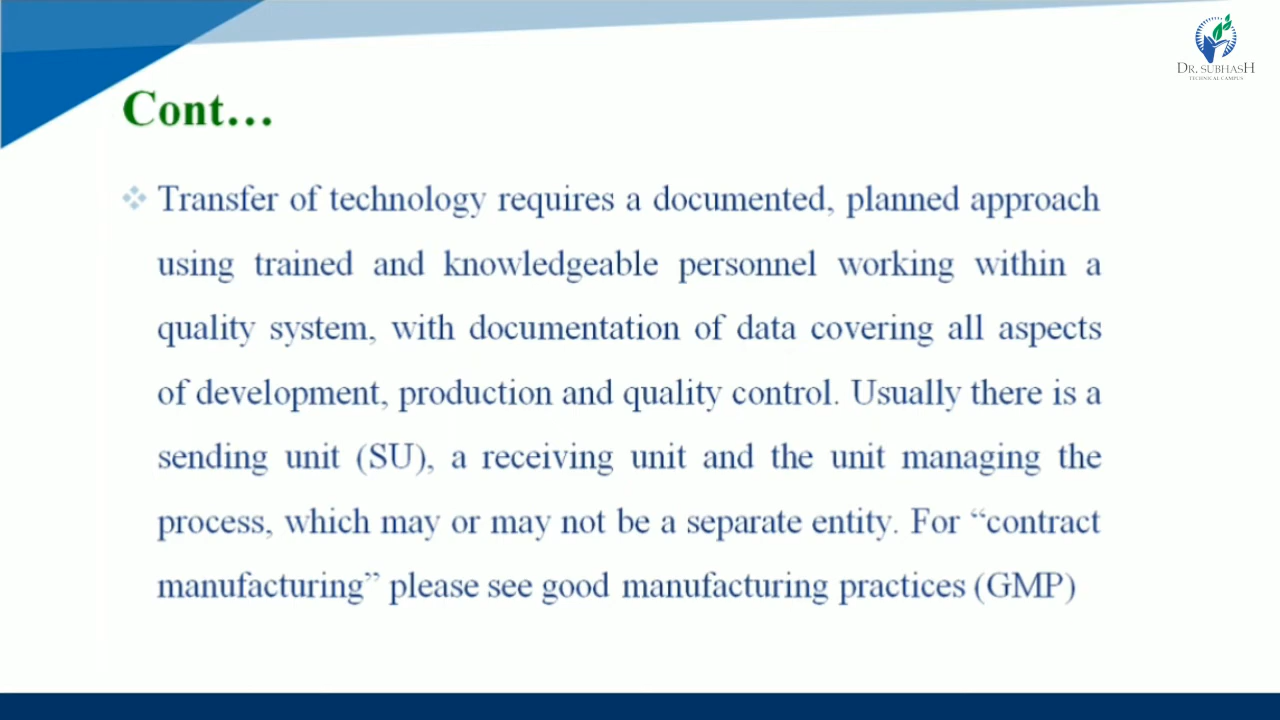 DR. SUBHASH
TECHNICAL CAMPUS
Cont…
Transfer of technology requires a documented, planned approach
using trained and knowledgeable personnel working within a
quality system, with documentation of data covering all aspects
of development, production and quality control. Usually there is a
sending unit (SU), a receiving unit and the unit managing the
process, which may or may not be a separate entity. For “contract
manufacturing” please see good manufacturing practices (GMP)